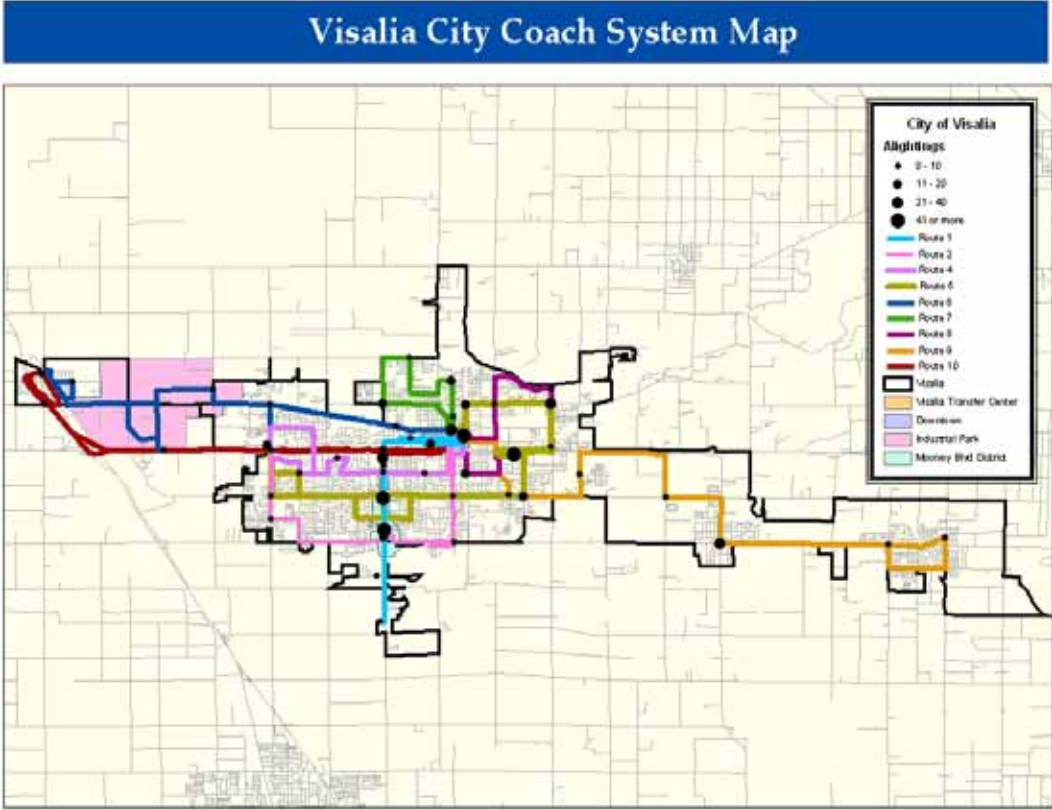 Visalia City Coach System Map
City of Visalia
Alightings
0 - 10
11 - 20
21 - 40
41 or more
Route 1
Route 2
Route 4
Route 5
Route 6
Route 7
Route 8
Route 9
Route 10
Visalia
Visalia Transfer Center
Downtown
Industrial Park
Mooney Blvd District